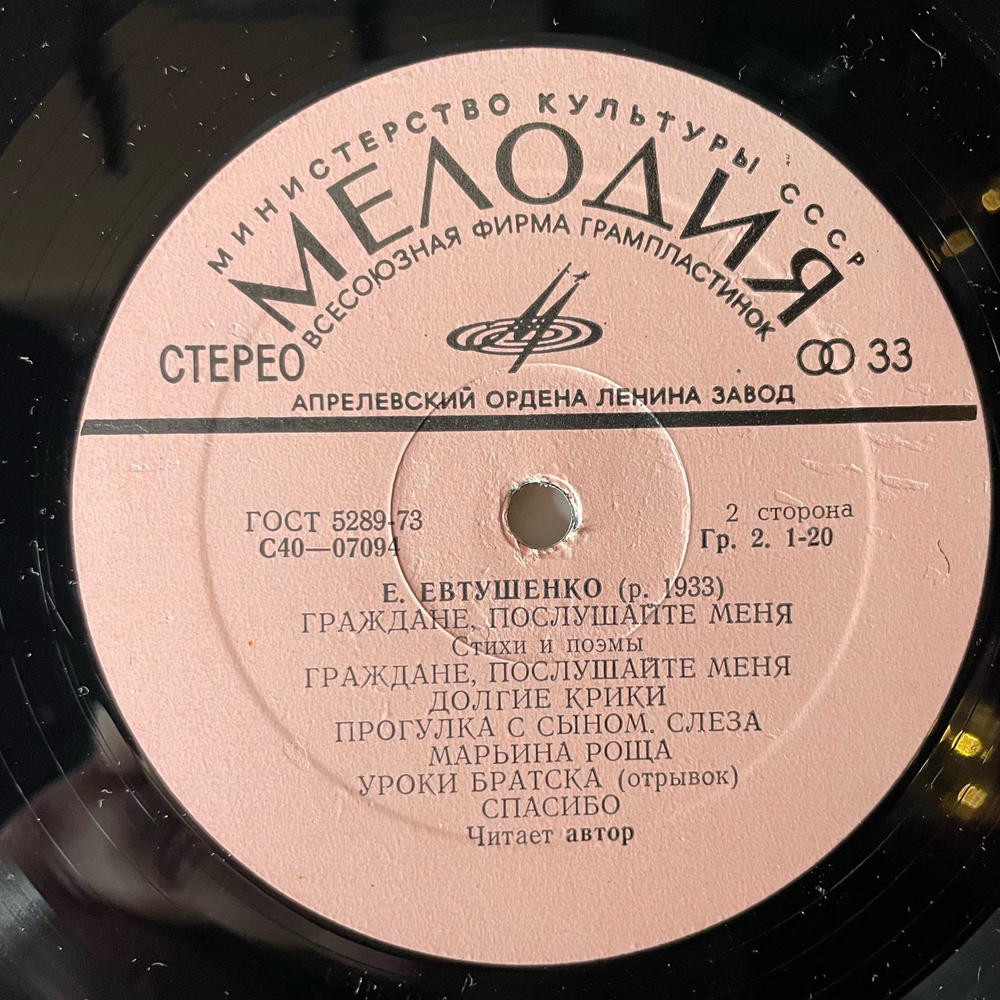 МИНИСТЕРСТВО КУЛЬТУРЫ СССР
МЕЛОДИЯ
ВСЕСОЮЗНАЯ ФИРМА ГРАМПЛАСТИНОК
СТЕРЕО
33
АПРЕЛЕВСКИЙ ОРДЕНА ЛЕНИНА ЗАВОД
ГОСТ 5289-73
2 сторона
С40—07094
Гр. 2. 1-20
Е. ЕВТУШЕНКО (р. 1933)
ГРАЖДАНЕ, ПОСЛУШАЙТЕ МЕНЯ
Стихи и поэмы
ГРАЖДАНЕ, ПОСЛУШАЙТЕ МЕНЯ
ДОЛГИЕ КРИКИ
ПРОГУЛКА С СЫНОМ. СЛЕЗА
МАРЬИНА РОЩА
УРОКИ БРАТСКА (отрывок)
СПАСИБО
Читает автор